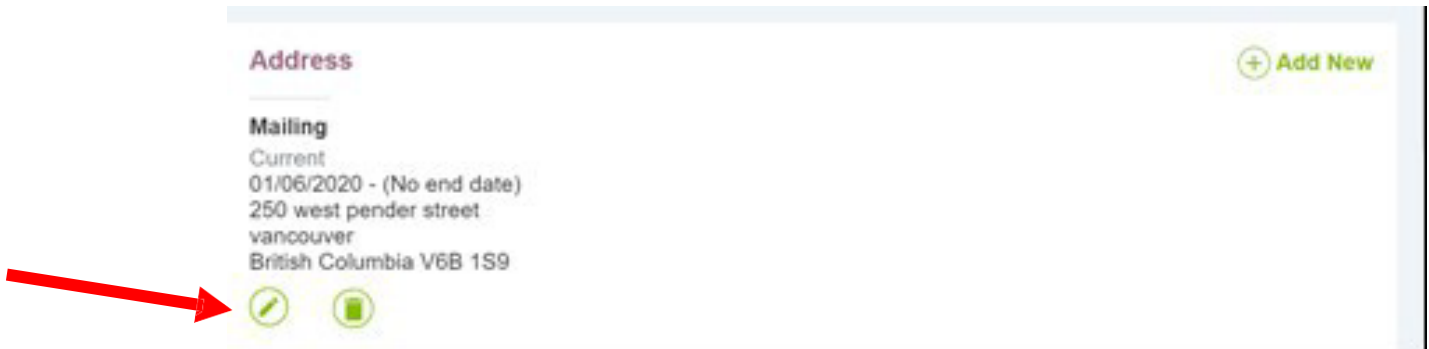 Address
Add New
Mailing
Current
01/06/2020 - (No end date)
250 west pender street
vancouver
British Columbia V6B 1S9